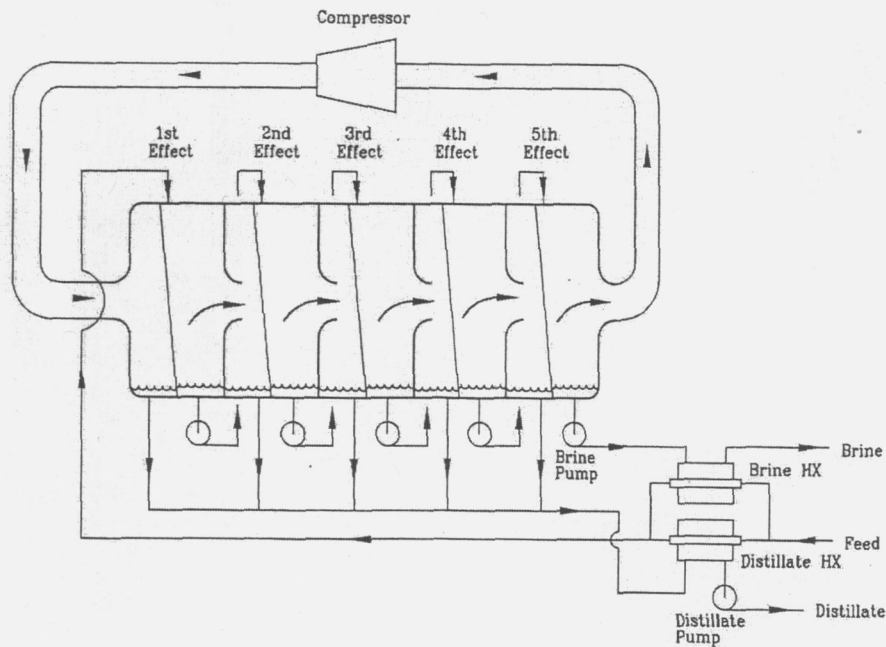 Compressor
1st
Effect
2nd
Effect
3rd
Effect
4th
Effect
5th
Effect
Brine
Pump
Brine
Brine HX
Feed
Distillate HX
Distillate
Distillate
Pump